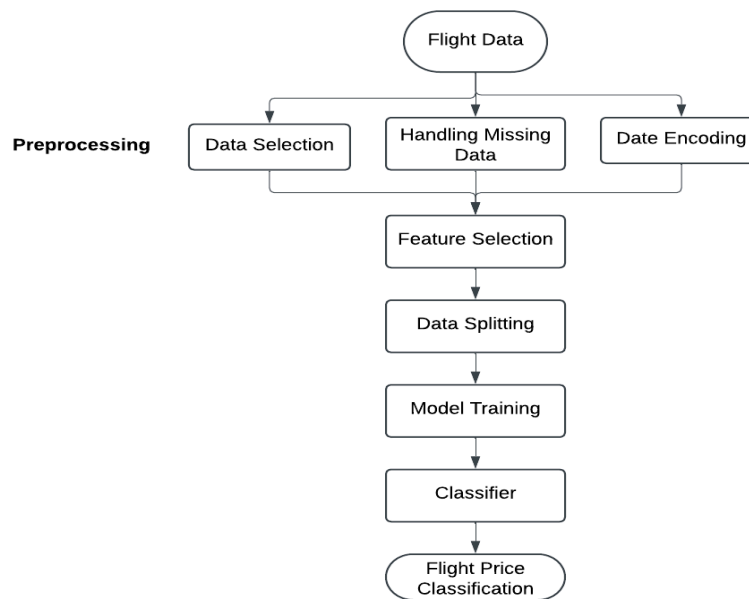 Flight Data
Preprocessing
Data Selection
Handling Missing
Data
Date Encoding
Feature Selection
Data Splitting
Model Training
Classifier
Flight Price
Classification